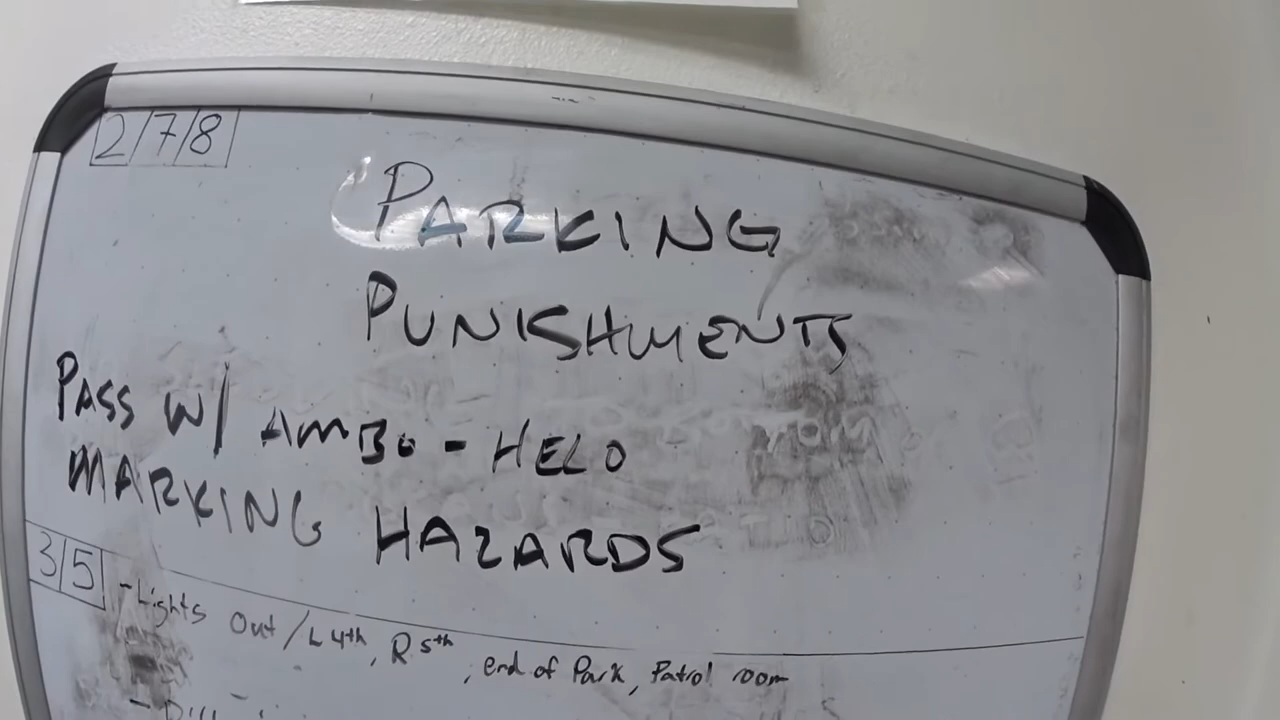 2/7/8
PARKING
PUNISHMENTS
PASS W/ AMBO - HELO
MARKING HAZARDS
3/5 - Lights Out / L 4th, R 5th, end of Park, Patrol room